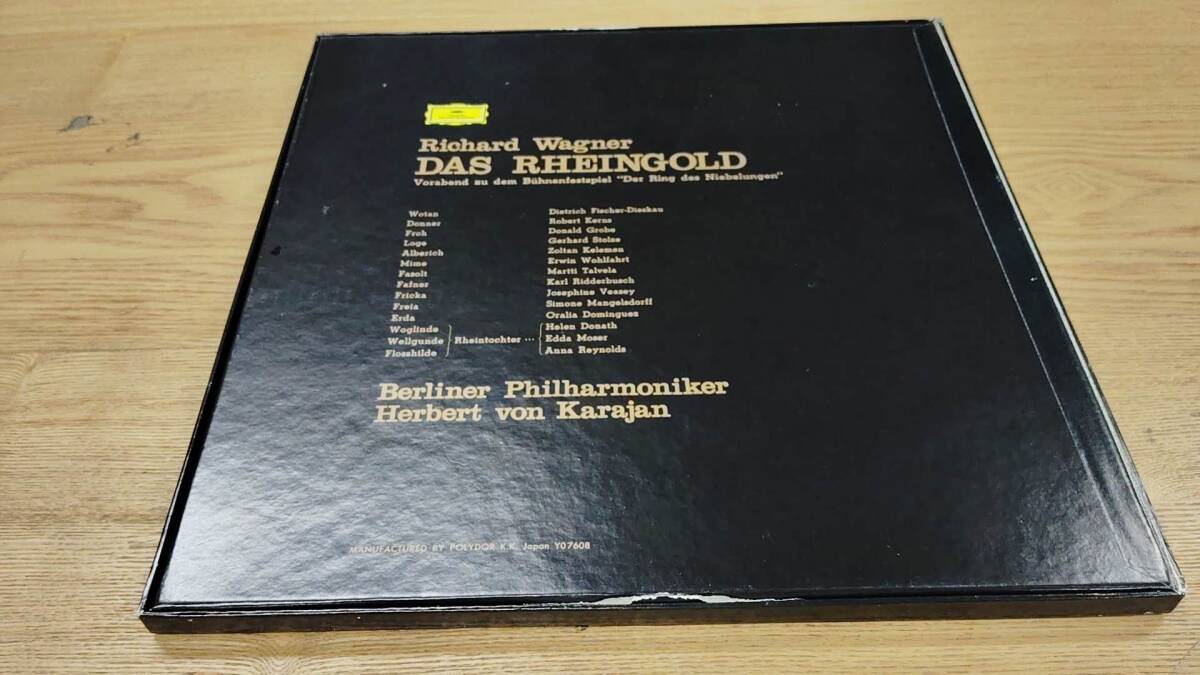 Richard Wagner
DAS RHEINGOLD
Vorabend zu dem Bühnenfestspiel "Der Ring des Niebelungen"
Wotan Dietrich Fischer-Dieskau
Donner Robert Kerns
Froh Donald Grobe
Loge Gerhard Stolze
Alberich Zoltan Kelemen
Mime Erwin Wohlfahrt
Fasolt Martti Talvela
Fafner Karl Ridderbusch
Fricka Josephine Veasey
Freia Simone Mangelsdorff
Erda Oralia Dominguez
Woglinde Helen Donath
Wellgunde Rheintochter ... Edda Moser
Flosshilde Anna Reynolds
Berliner Philharmoniker
Herbert von Karajan
MANUFACTURED BY POLYDOR K.K. Japan Y07608